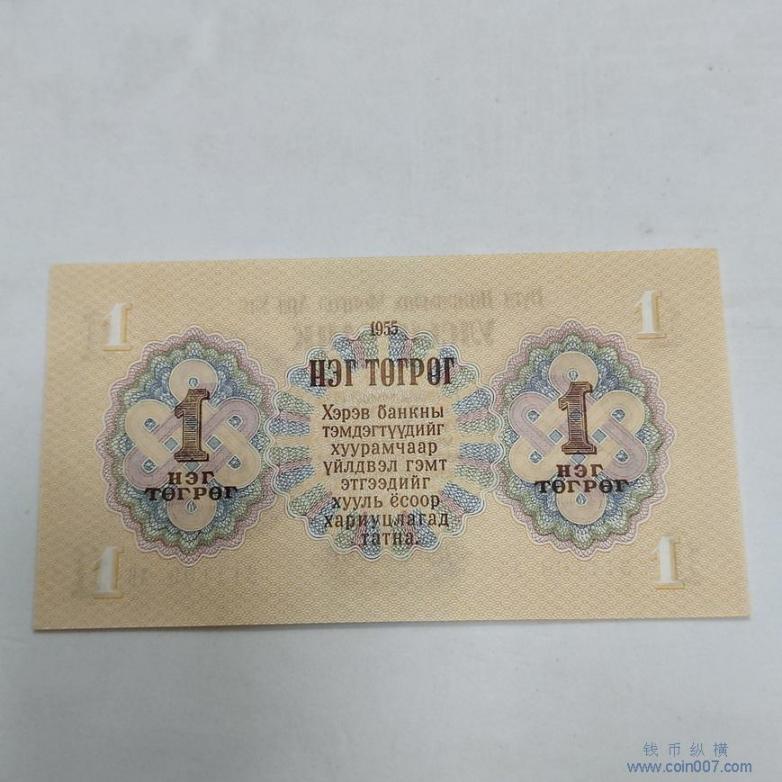 1
1955
НЭГ ТӨГРӨГ
Хэрэв банкны
тэмдэгтүүдийг
хуурамчаар
үйлдвэл гэмт
этгээдийг
хууль ёсоор
хариуцлагад
татна.
1
НЭГ
ТӨГРӨГ
1
НЭГ
ТӨГРӨГ
1
1
钱币纵横
www.coin007.com